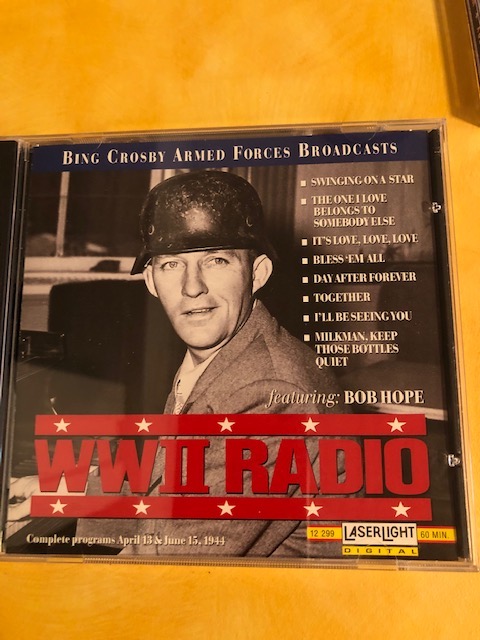 BING CROSBY ARMED FORCES BROADCASTS
SWINGING ON A STAR
THE ONE I LOVE
BELONGS TO
SOMEBODY ELSE
IT'S LOVE, LOVE, LOVE
BLESS 'EM ALL
DAY AFTER FOREVER
TOGETHER
I'LL BE SEEING YOU
MILKMAN, KEEP
THOSE BOTTLES
QUIET
featuring: BOB HOPE
WWII RADIO
Complete programs April 13 & June 15, 1944
12 299
LASERLIGHT
DIGITAL
60 MIN.